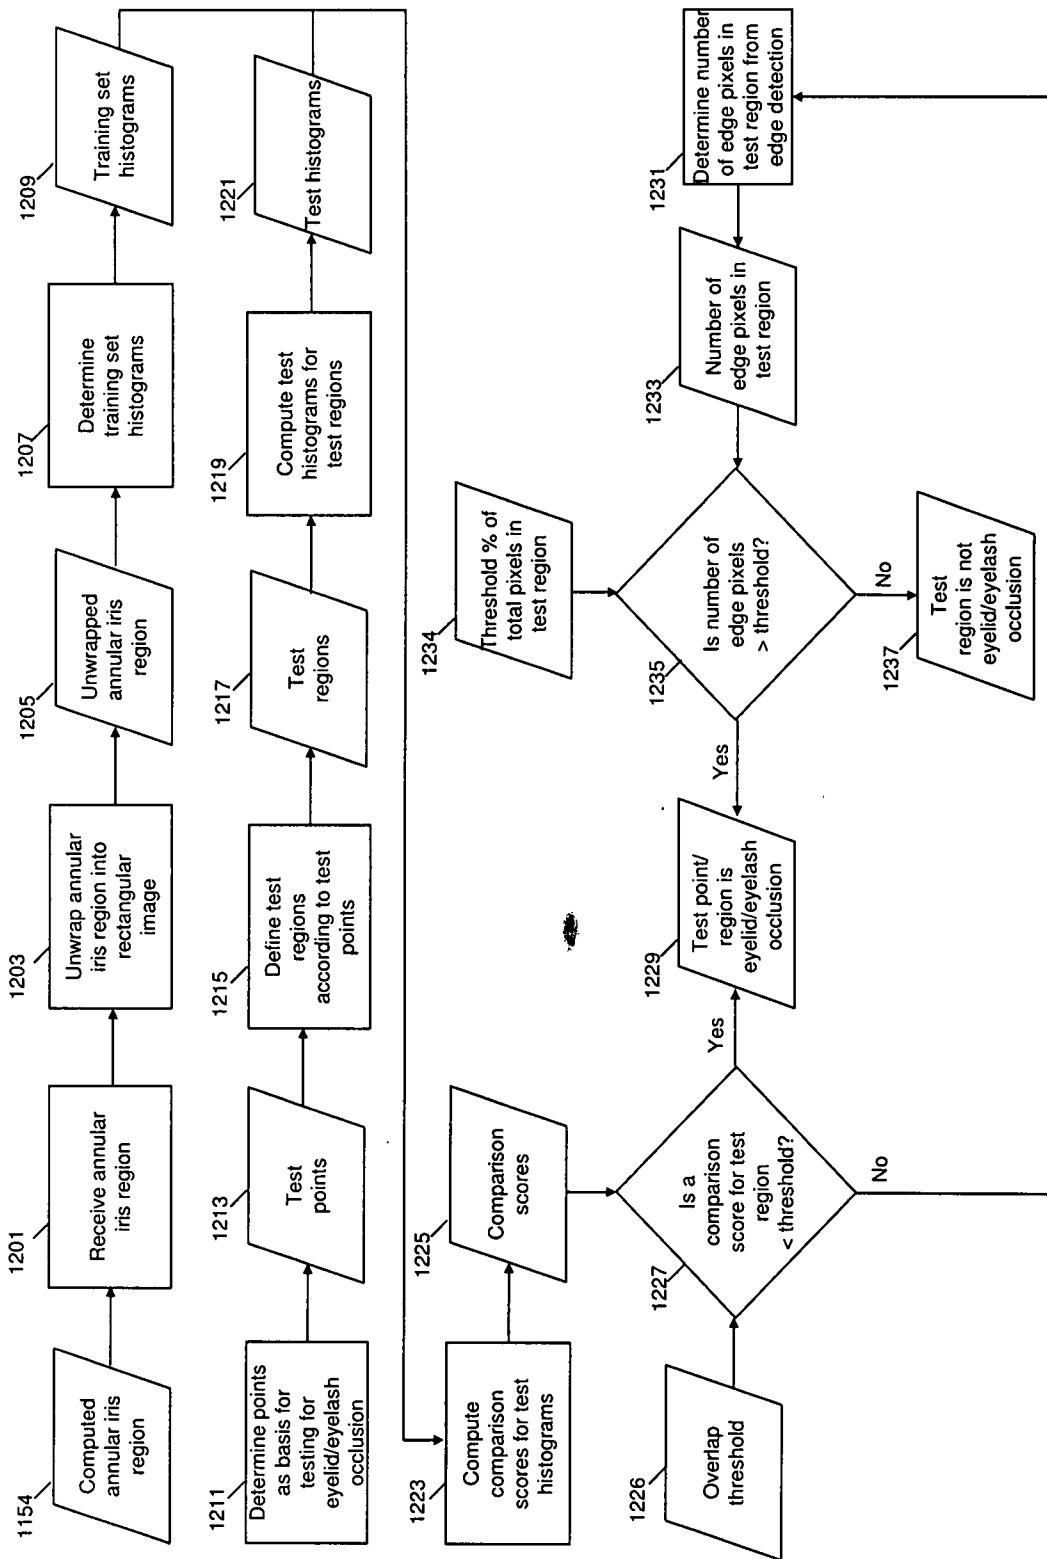 1154
Computed
annular iris
region
1201
Receive annular
iris region
1203
Unwrap annular
iris region into
rectangular
image
1205
Unwrapped
annular iris
region
1207
Determine
training set
histograms
1209
Training set
histograms
1211
Determine points
as basis for
testing for
eyelid/eyelash
occlusion
1213
Test
points
1215
Define test
regions
according to test
points
1217
Test
regions
1219
Compute test
histograms for
test regions
1221
Test histograms
1223
Compute
comparison
scores for test
histograms
1225
Comparison
scores
1226
Overlap
threshold
1227
Is a
comparison
score for test
region
< threshold?
Yes
No
1229
Test point/
region is
eyelid/eyelash
occlusion
1231
Determine number
of edge pixels in
test region from
edge detection
1233
Number of
edge pixels in
test region
1234
Threshold % of
total pixels in
test region
1235
Is number of
edge pixels
> threshold?
Yes
No
1237
Test
region is not
eyelid/eyelash
occlusion